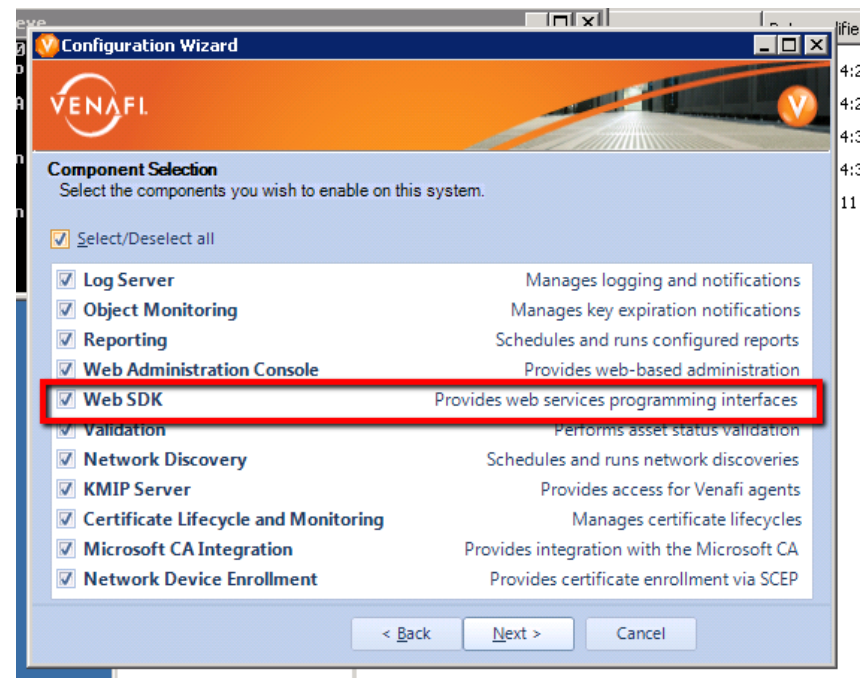 eve
lifie
Configuration Wizard
4:2
VENAFI.
V
4:2
4:3
Component Selection
4:3
Select the components you wish to enable on this system.
11
Select/Deselect all
Log Server Manages logging and notifications
Object Monitoring Manages key expiration notifications
Reporting Schedules and runs configured reports
Web Administration Console Provides web-based administration
Web SDK Provides web services programming interfaces
Validation Performs asset status validation
Network Discovery Schedules and runs network discoveries
KMIP Server Provides access for Venafi agents
Certificate Lifecycle and Monitoring Manages certificate lifecycles
Microsoft CA Integration Provides integration with the Microsoft CA
Network Device Enrollment Provides certificate enrollment via SCEP
< Back Next > Cancel